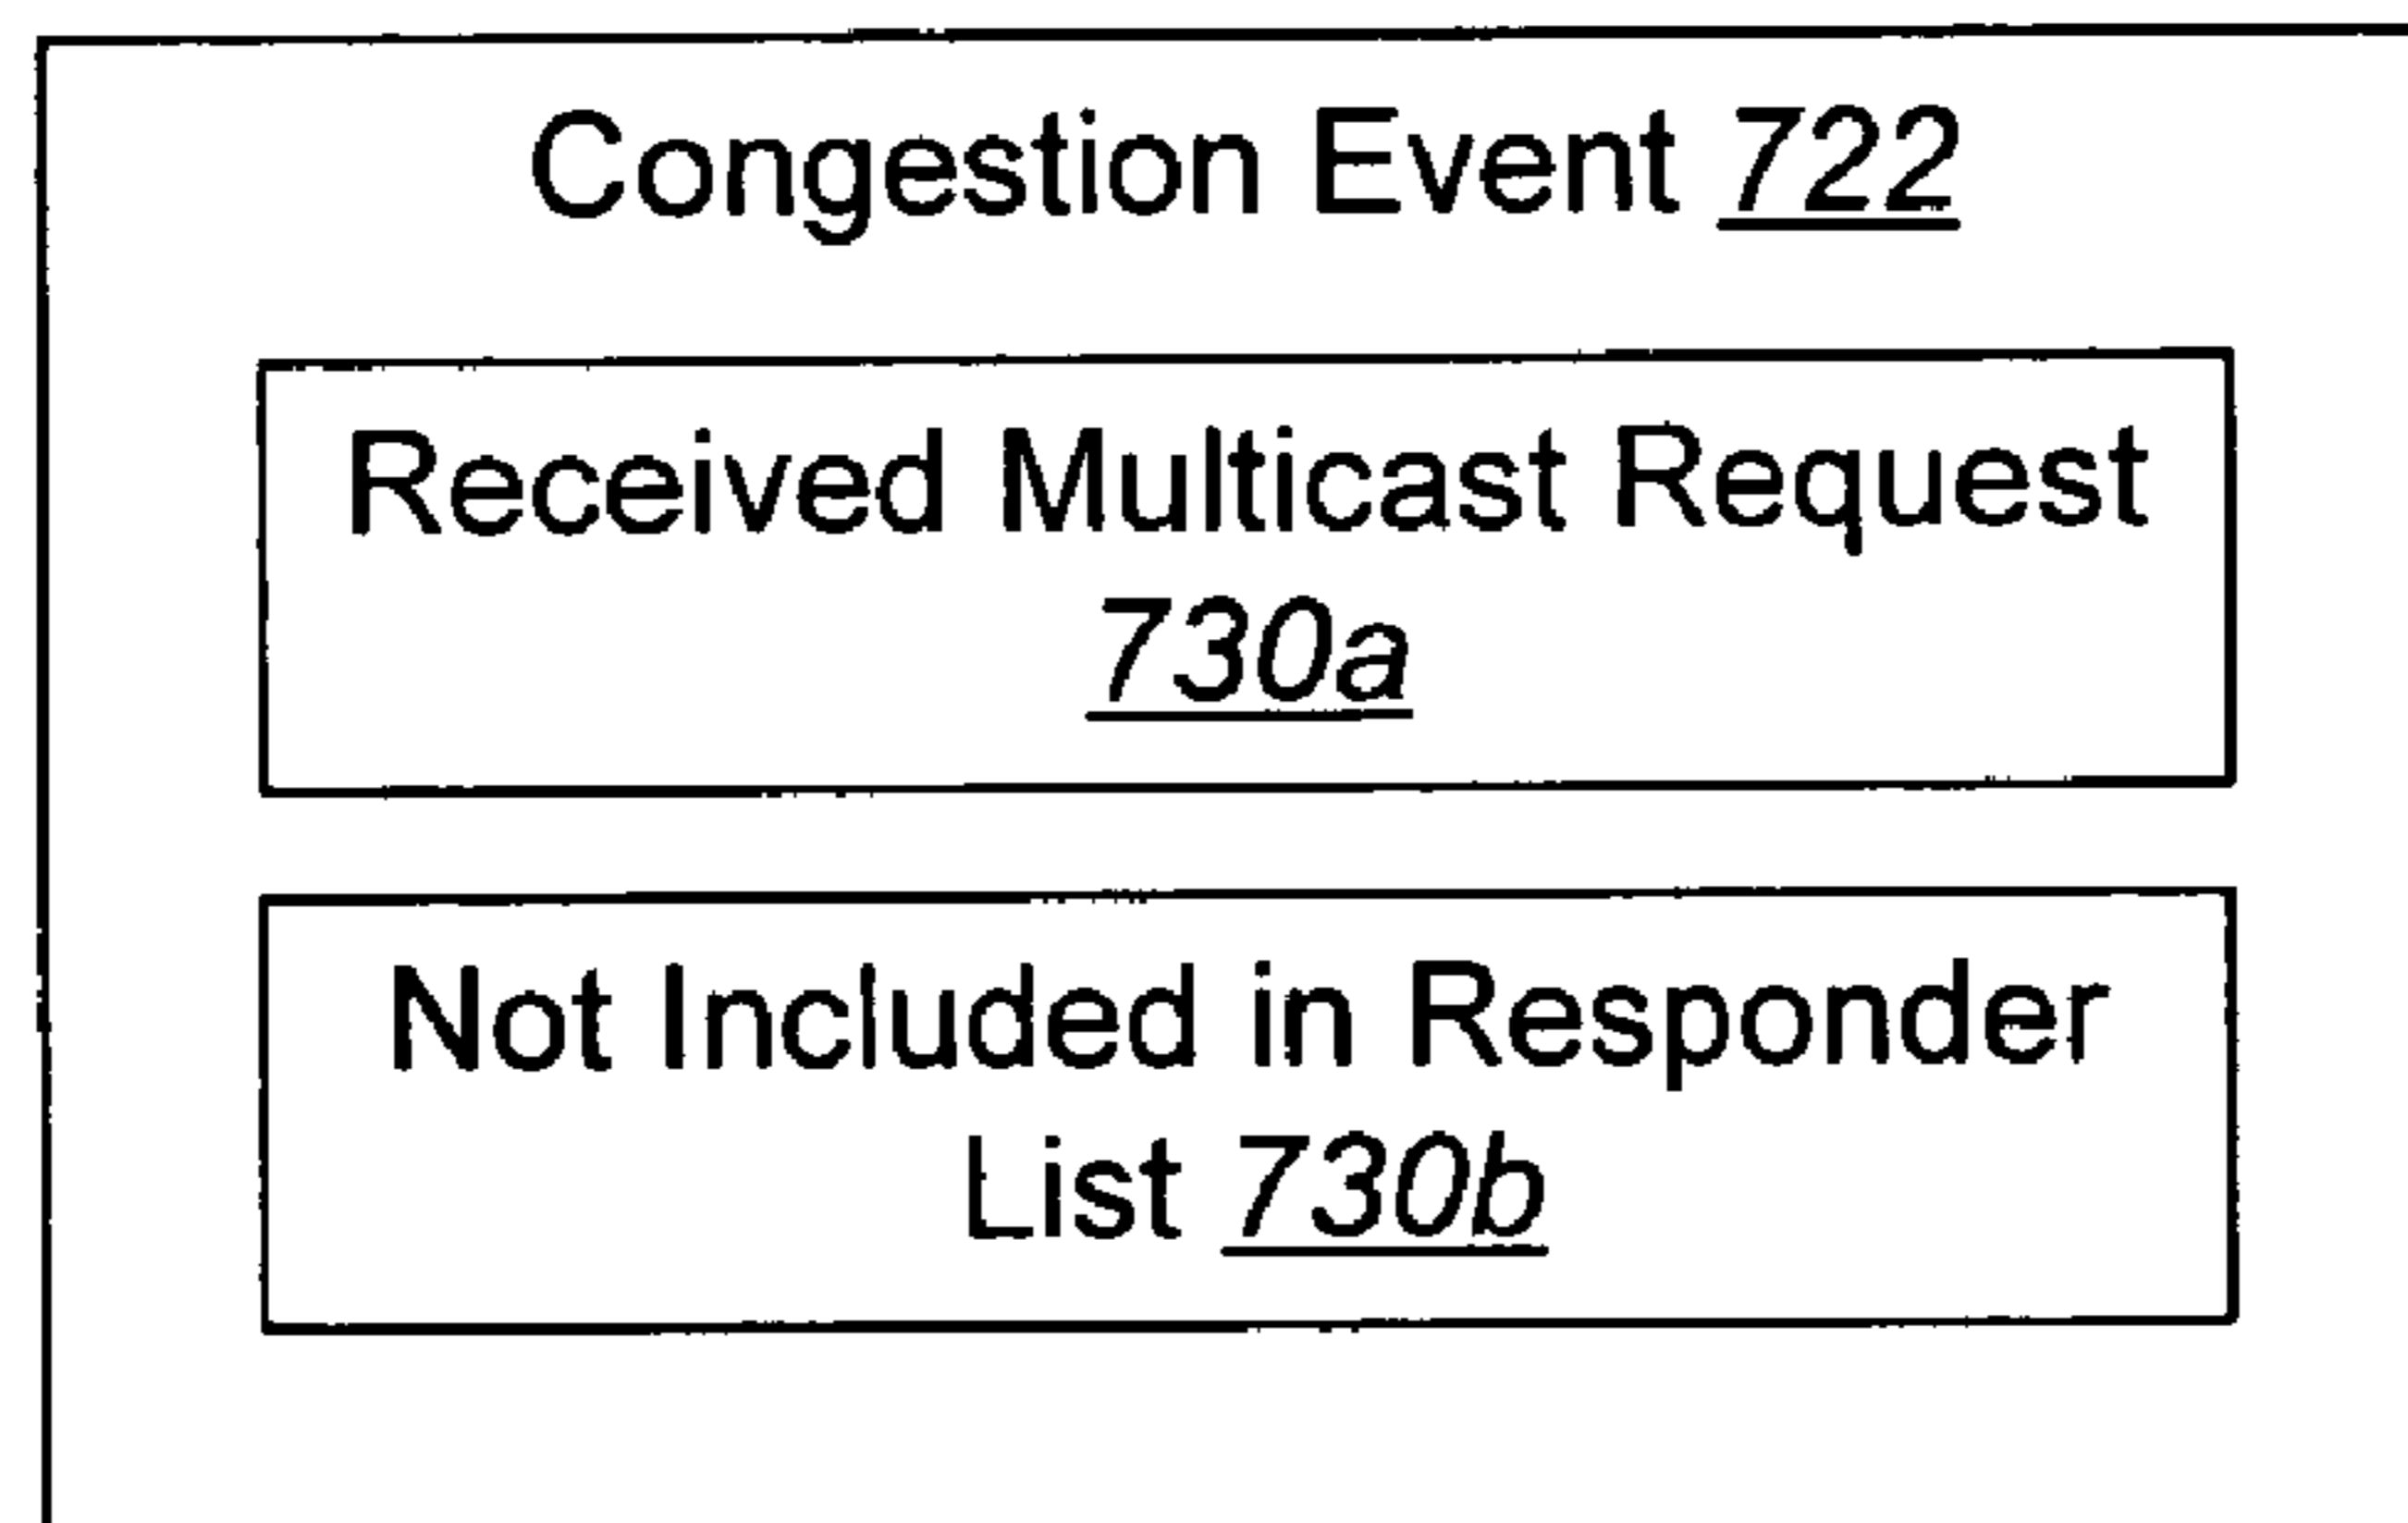 Congestion Event 722
Received Multicast Request
730a
Not Included in Responder
List 730b